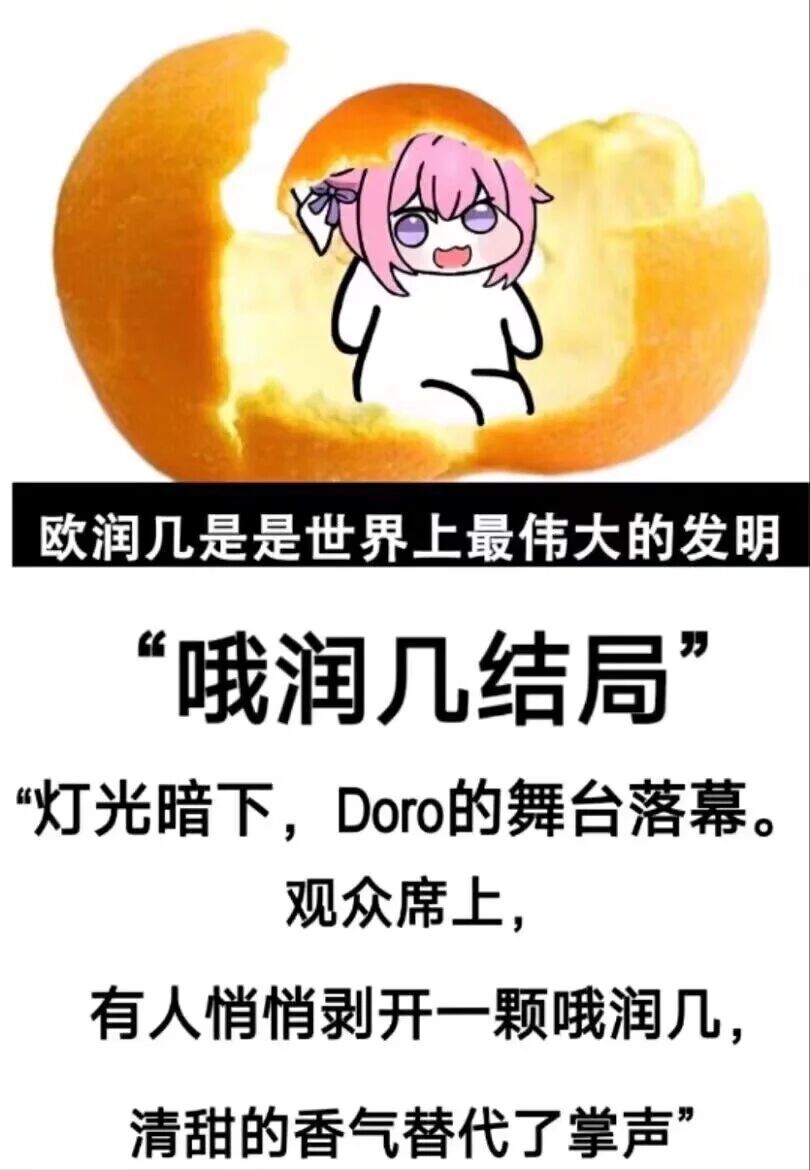 欧润几是是世界上最伟大的发明
“哦润几结局”
“灯光暗下，Doro的舞台落幕。
观众席上，
有人悄悄剥开一颗哦润几，
清甜的香气替代了掌声”